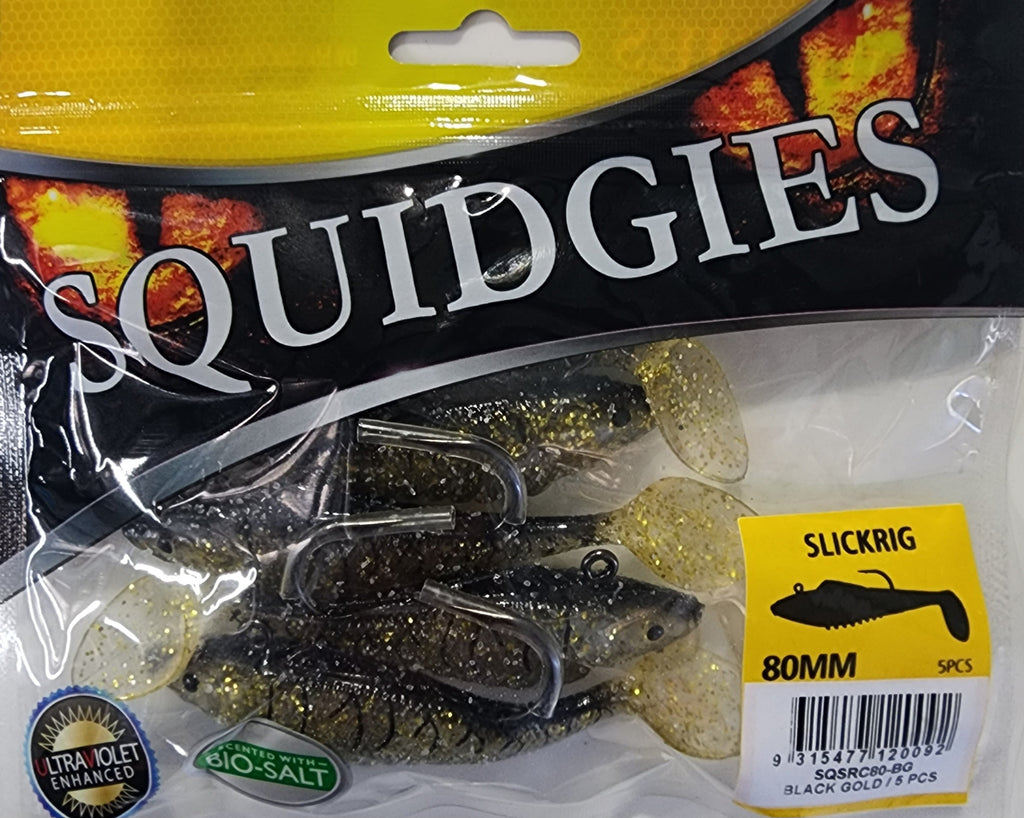 SQUIDGIES
SLICKRIG
80MM
5PCS
9 315477 120092
SQSRC80-BG
BLACK GOLD / 5 PCS
ULTRAVIOLET
ENHANCED
SCENTED WITH
BIO-SALT